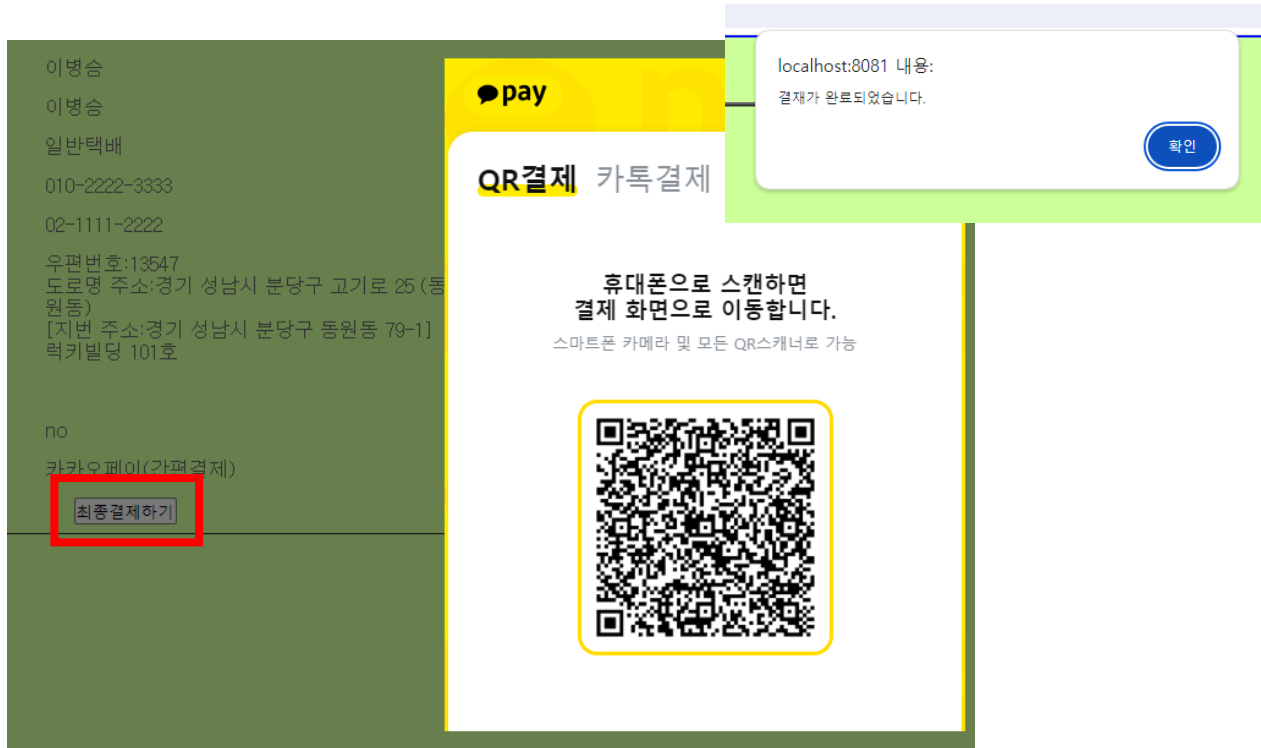 이병승
이병승
일반택배
010-2222-3333
02-1111-2222
우편번호:13547
도로명 주소:경기 성남시 분당구 고기로 25 (동
원동)
[지번 주소:경기 성남시 분당구 동원동 79-1]
럭키빌딩 101호
no
카카오페이(간편결제)
최종결제하기
pay
QR결제 카톡결제
휴대폰으로 스캔하면
결제 화면으로 이동합니다.
스마트폰 카메라 및 모든 QR스캐너로 가능
localhost:8081 내용:
결재가 완료되었습니다.
확인